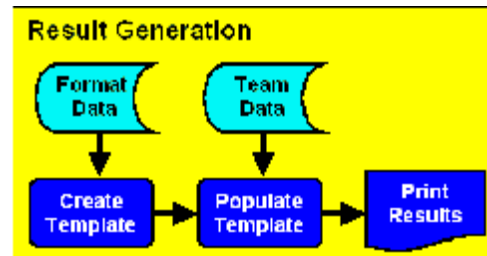 Result Generation
Format
Data
Team
Data
Create
Template
Populate
Template
Print
Results